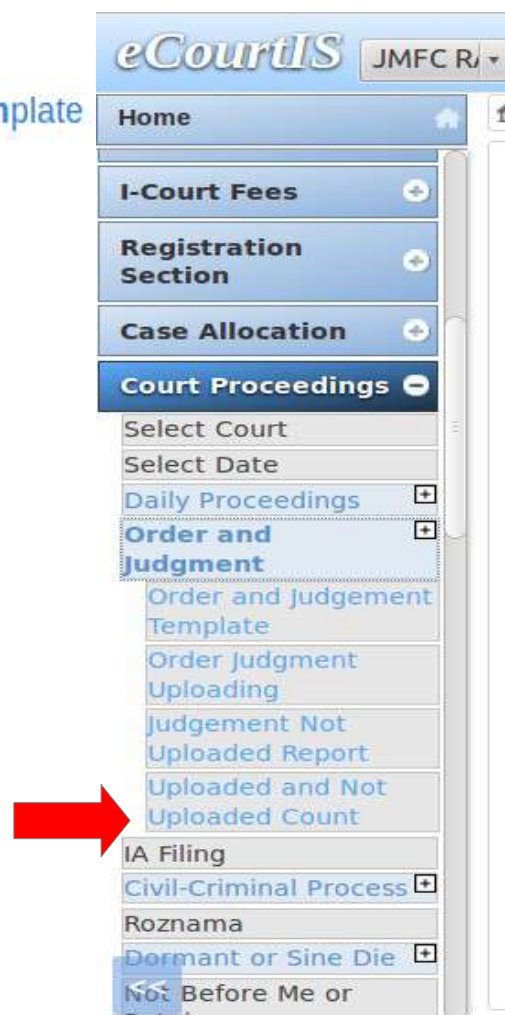 eCourtIS
JMFC RA
nplate
Home
I-Court Fees
Registration
Section
Case Allocation
Court Proceedings
Select Court
Select Date
Daily Proceedings
Order and
Judgment
Order and Judgement
Template
Order Judgment
Uploading
Judgement Not
Uploaded Report
Uploaded and Not
Uploaded Count
IA Filing
Civil-Criminal Process
Roznama
Dormant or Sine Die
<<
Not Before Me or